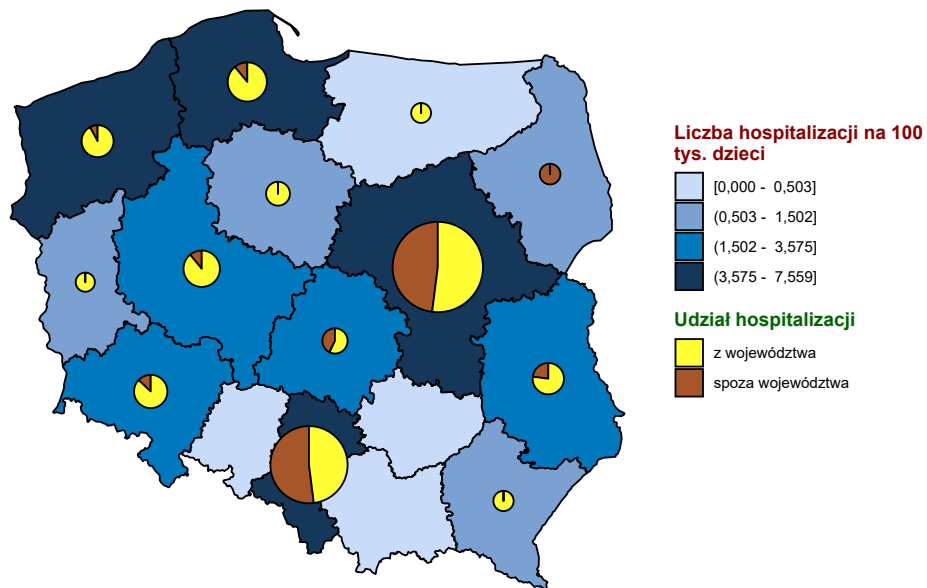 Liczba hospitalizacji na 100
tys. dzieci
[0,000 - 0,503]
(0,503 - 1,502]
(1,502 - 3,575]
(3,575 - 7,559]
Udział hospitalizacji
z województwa
spoza województwa